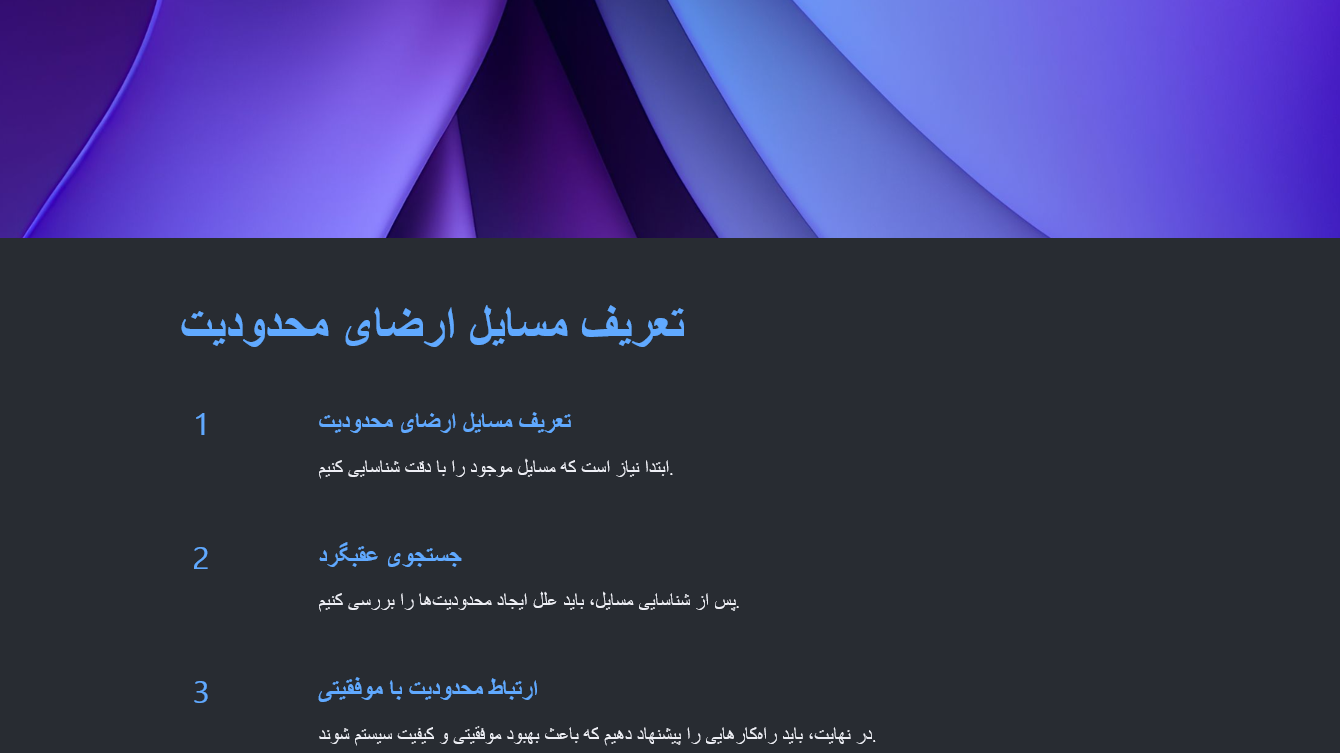 تعریف مسایل ارضای محدودیت
1
تعریف مسایل ارضای محدودیت
ابتدا نیاز است که مسایل موجود را با دقت شناسایی کنیم.
2
جستجوی عقبگرد
پس از شناسایی مسایل، باید علل ایجاد محدودیت‌ها را بررسی کنیم.
3
ارتباط محدودیت با موفقیتی
در نهایت، باید راه‌کارهایی را پیشنهاد دهیم که باعث بهبود موفقیتی و کیفیت سیستم شوند.